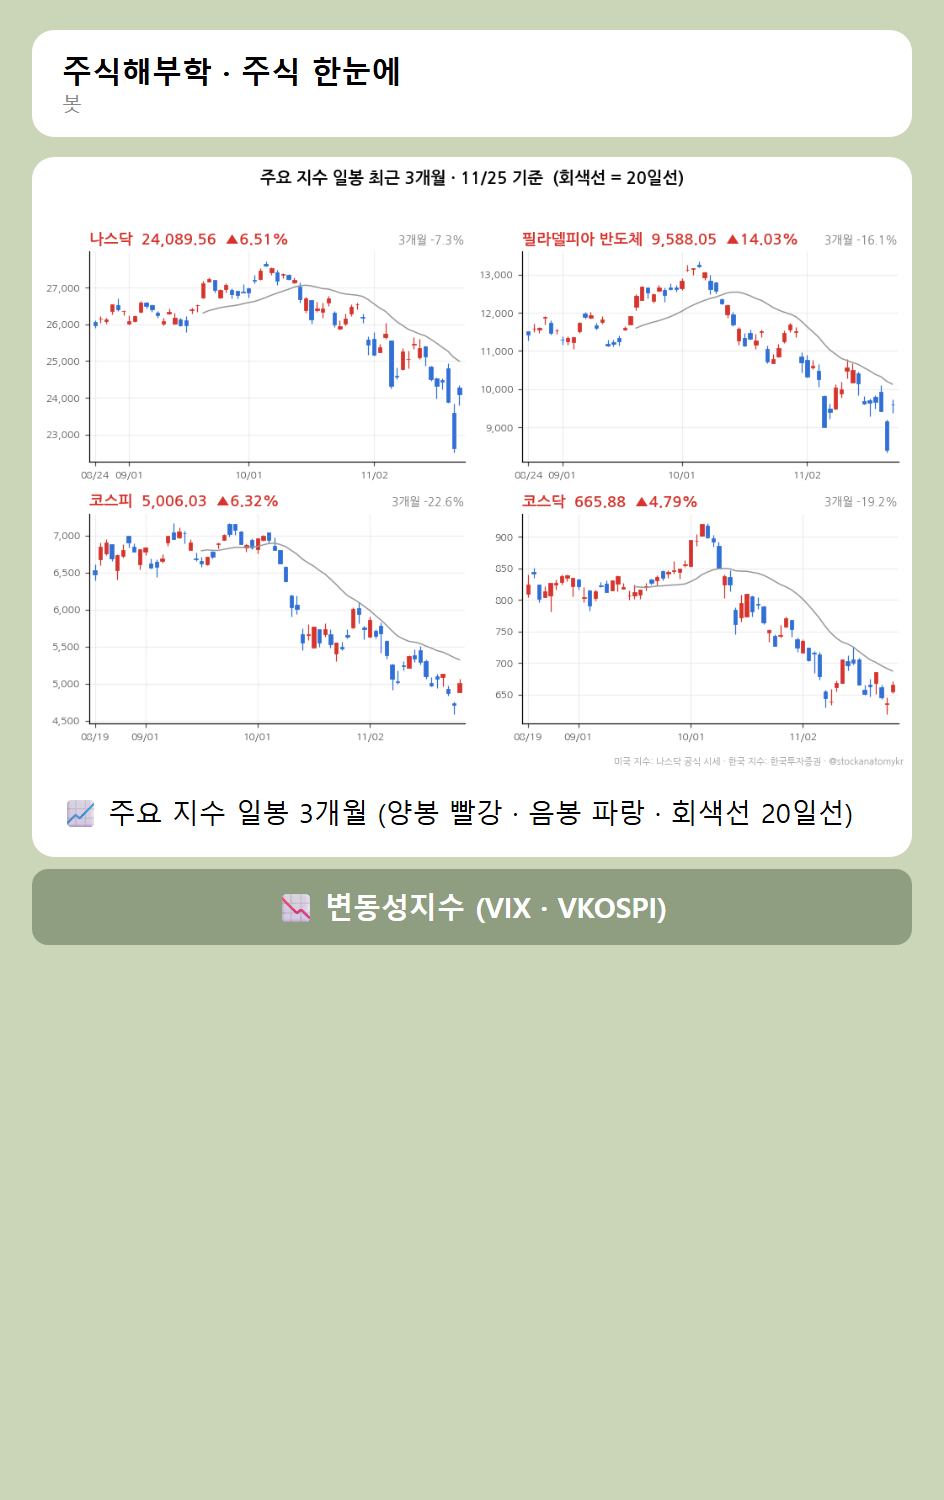 주식해부학 · 주식 한눈에
봇
주요 지수 일봉 최근 3개월 · 11/25 기준 (회색선 = 20일선)
나스닥 24,089.56 ▲6.51% 3개월 -7.3%
27,000
26,000
25,000
24,000
23,000
08/24 09/01 10/01 11/02
필라델피아 반도체 9,588.05 ▲14.03% 3개월 -16.1%
13,000
12,000
11,000
10,000
9,000
08/24 09/01 10/01 11/02
코스피 5,006.03 ▲6.32% 3개월 -22.6%
7,000
6,500
6,000
5,500
5,000
4,500
08/19 09/01 10/01 11/02
코스닥 665.88 ▲4.79% 3개월 -19.2%
900
850
800
750
700
650
08/19 09/01 10/01 11/02
미국 지수: 나스닥 공식 시세 · 한국 지수: 한국투자증권 · @stockanatomykr
📈 주요 지수 일봉 3개월 (양봉 빨강 · 음봉 파랑 · 회색선 20일선)
📉 변동성지수 (VIX · VKOSPI)